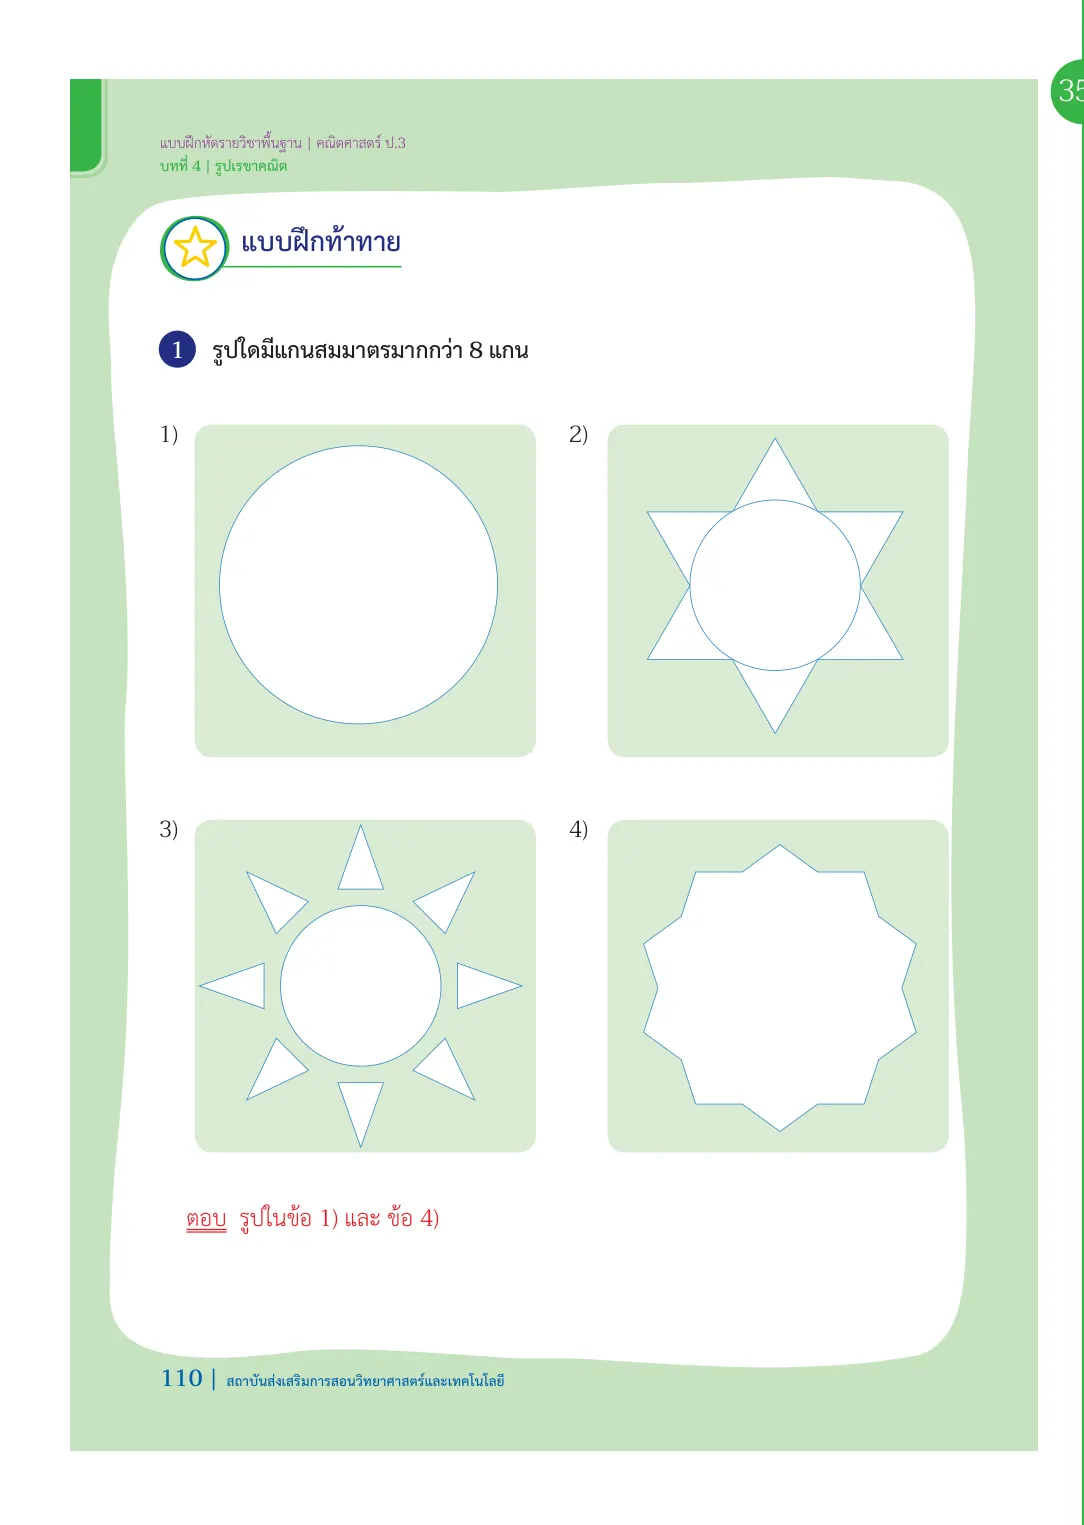 35
แบบฝึกหัดรายวิชาพื้นฐาน | คณิตศาสตร์ ป.3
บทที่ 4 | รูปเรขาคณิต
แบบฝึกท้าทาย
1 รูปใดมีแกนสมมาตรมากกว่า 8 แกน
1)
2)
3)
4)
ตอบ รูปในข้อ 1) และ ข้อ 4)
110 | สถาบันส่งเสริมการสอนวิทยาศาสตร์และเทคโนโลยี